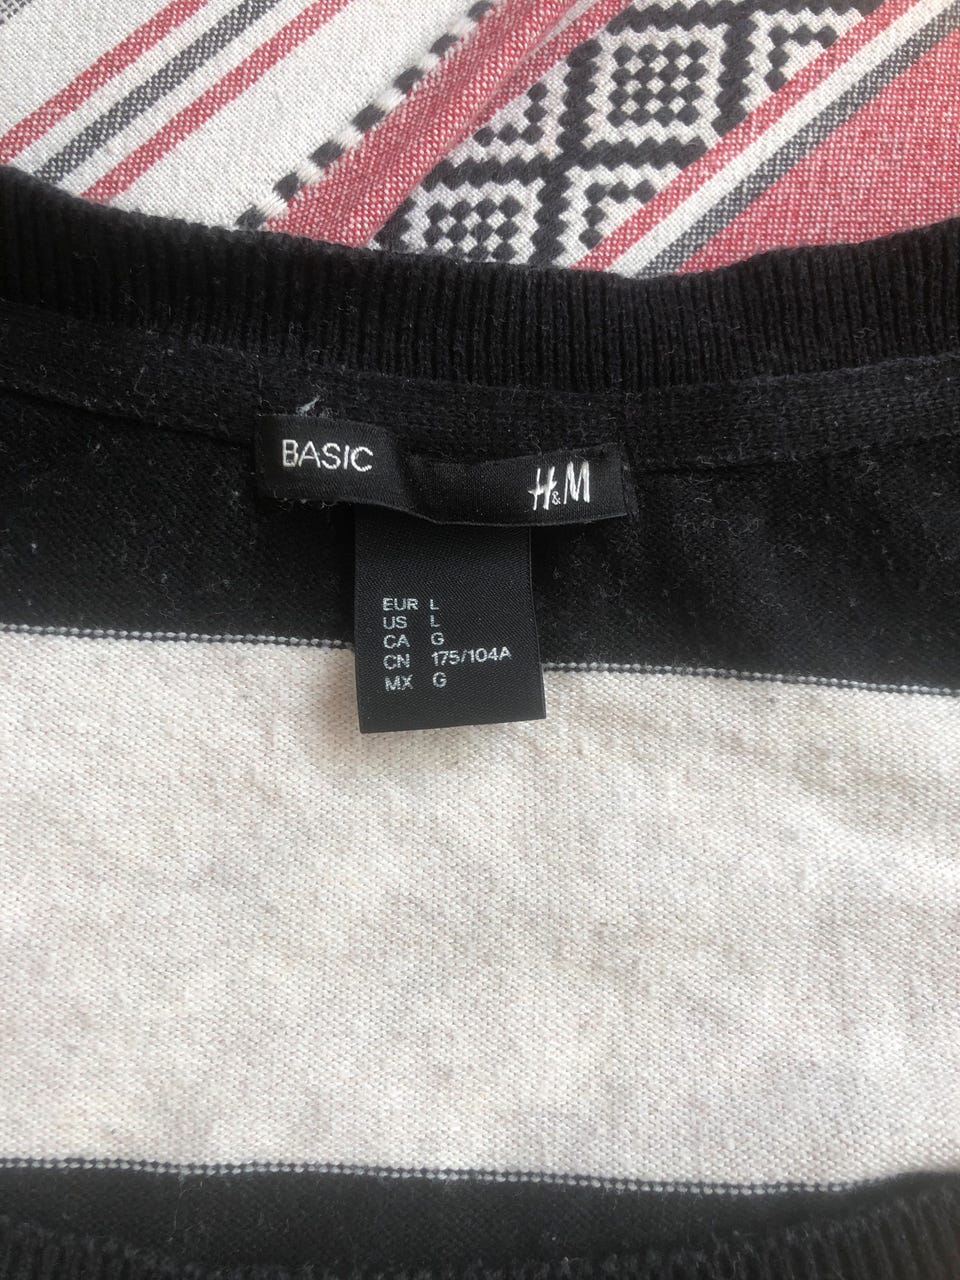 BASIC
H&M
EUR L
US L
CA G
CN 175/104A
MX G